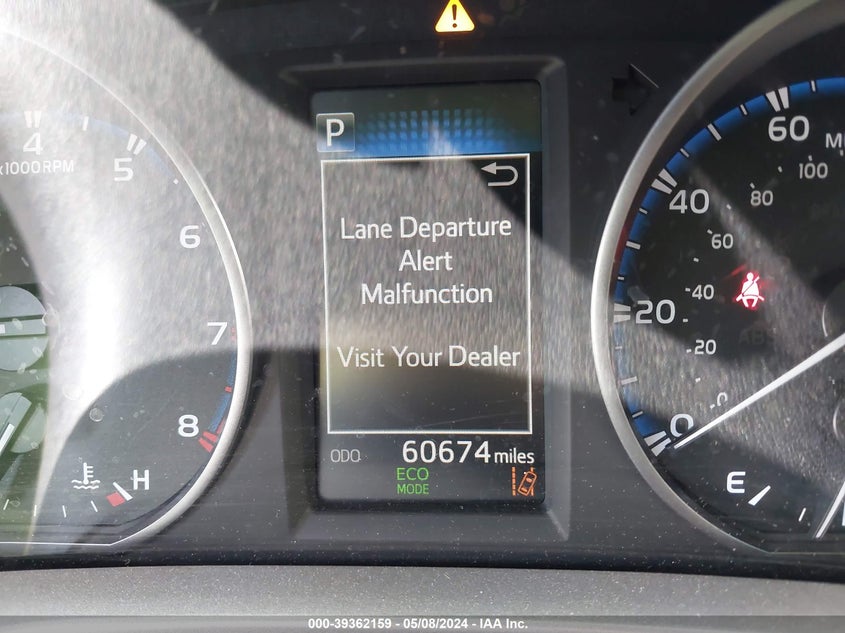 4
x1000RPM
5
6
7
8
H
P
Lane Departure
Alert
Malfunction
Visit Your Dealer
ODO 60674 miles
ECO
MODE
60
100
40
80
60
40
20
20
0
0
E
000-39362159 - 05/08/2024 - IAA Inc.